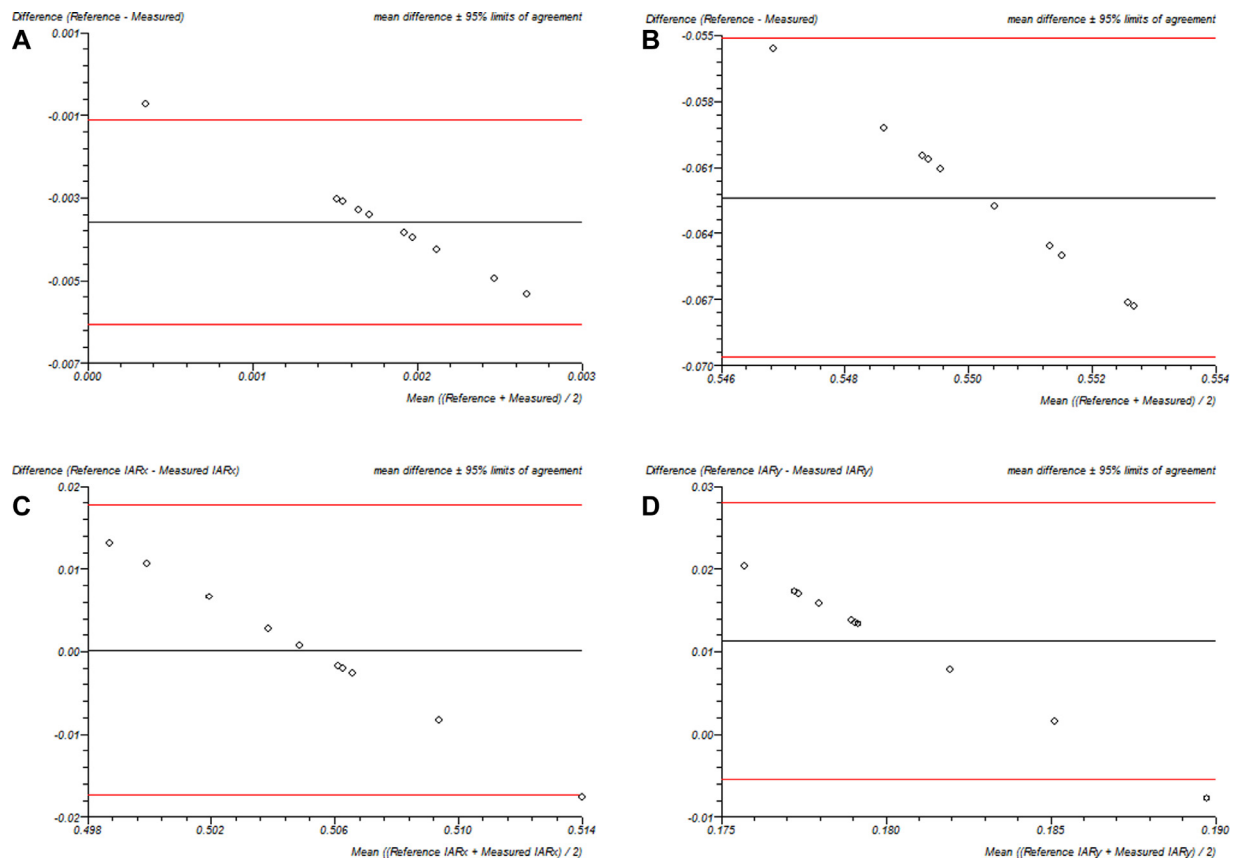 Difference (Reference - Measured) mean difference ± 95% limits of agreement
A
0.001
-0.001
-0.003
-0.005
-0.007
0.000 0.001 0.002 0.003
Mean ((Reference + Measured) / 2)
Difference (Reference - Measured) mean difference ± 95% limits of agreement
B
-0.055
-0.058
-0.061
-0.064
-0.067
-0.070
0.546 0.548 0.550 0.552 0.554
Mean ((Reference + Measured) / 2)
Difference (Reference IARx - Measured IARx) mean difference ± 95% limits of agreement
C
0.02
0.01
0.00
-0.01
-0.02
0.498 0.502 0.506 0.510 0.514
Mean ((Reference IARx + Measured IARx) / 2)
Difference (Reference IARy - Measured IARy) mean difference ± 95% limits of agreement
D
0.03
0.02
0.01
0.00
-0.01
0.175 0.180 0.185 0.190
Mean ((Reference IARy + Measured IARy) / 2)